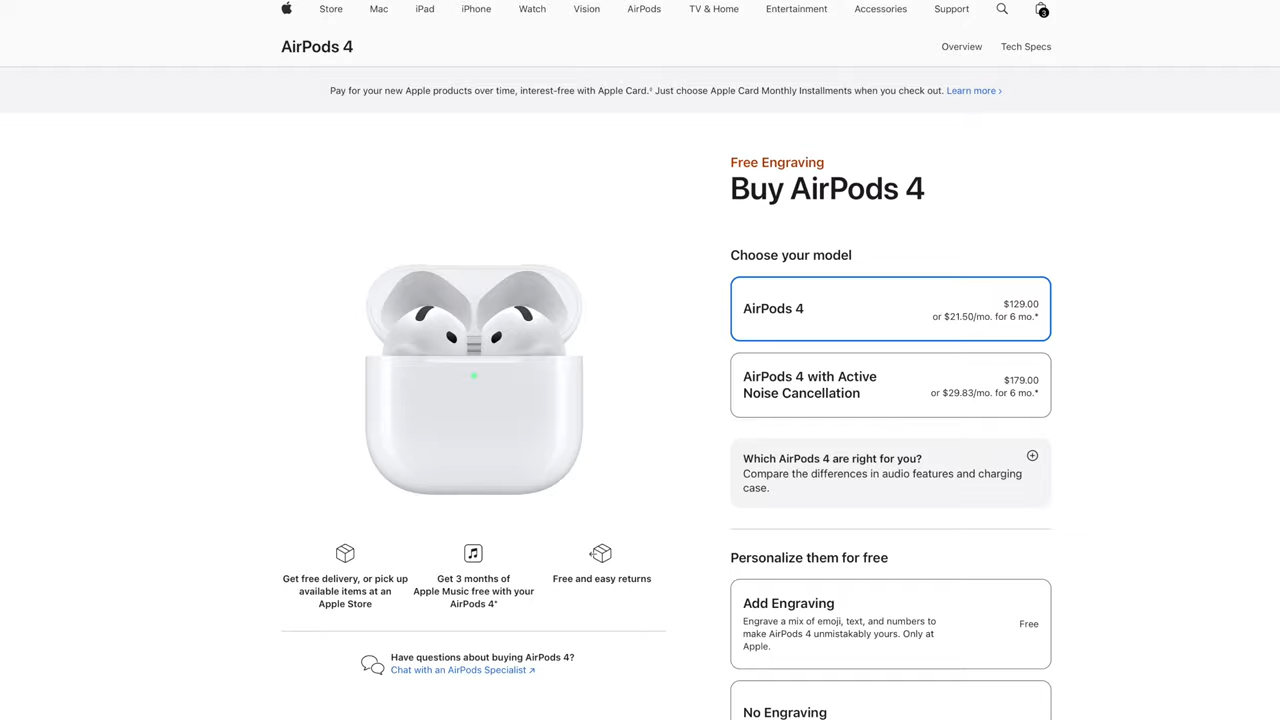 Store Mac iPad iPhone Watch Vision AirPods TV & Home Entertainment Accessories Support 3
AirPods 4
Overview Tech Specs
Pay for your new Apple products over time, interest-free with Apple Card.◊ Just choose Apple Card Monthly Installments when you check out. Learn more ›
Free Engraving
Buy AirPods 4
Choose your model
AirPods 4
$129.00
or $21.50/mo. for 6 mo.*
AirPods 4 with Active
Noise Cancellation
$179.00
or $29.83/mo. for 6 mo.*
Which AirPods 4 are right for you?
Compare the differences in audio features and charging
case.
Get free delivery, or pick up
available items at an
Apple Store
Get 3 months of
Apple Music free with your
AirPods 4*
Free and easy returns
Have questions about buying AirPods 4?
Chat with an AirPods Specialist ↗
Personalize them for free
Add Engraving
Engrave a mix of emoji, text, and numbers to
make AirPods 4 unmistakably yours. Only at
Apple.
Free
No Engraving